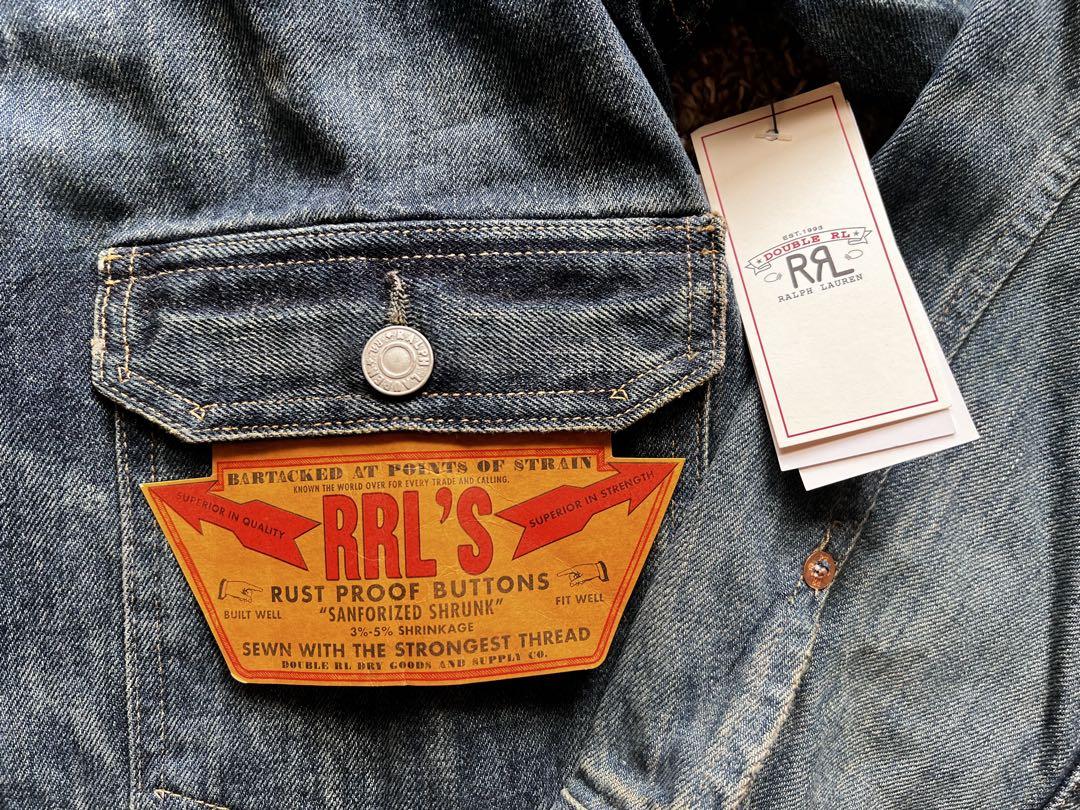 EST. 1993
DOUBLE RL
RRL
RALPH LAUREN
RALPH LAUREN
BARTACKED AT POINTS OF STRAIN
KNOWN THE WORLD OVER FOR EVERY TRADE AND CALLING.
SUPERIOR IN QUALITY
RRL'S
SUPERIOR IN STRENGTH
RUST PROOF BUTTONS
BUILT WELL
"SANFORIZED SHRUNK"
FIT WELL
3%-5% SHRINKAGE
SEWN WITH THE STRONGEST THREAD
DOUBLE RL DRY GOODS AND SUPPLY CO.